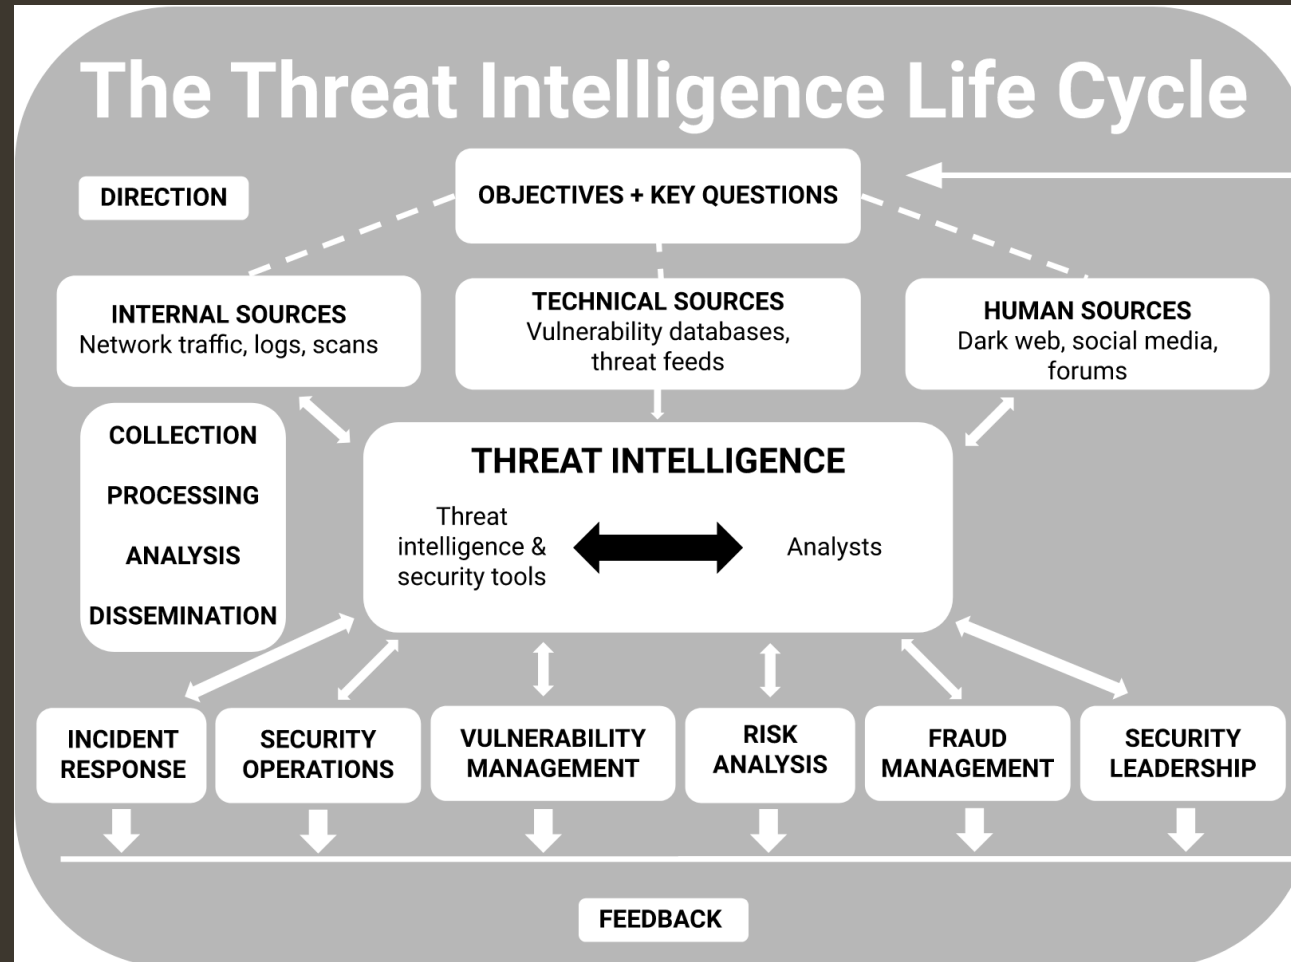 The Threat Intelligence Life Cycle
DIRECTION
OBJECTIVES + KEY QUESTIONS
INTERNAL SOURCES
Network traffic, logs, scans
TECHNICAL SOURCES
Vulnerability databases,
threat feeds
HUMAN SOURCES
Dark web, social media,
forums
COLLECTION
PROCESSING
ANALYSIS
DISSEMINATION
THREAT INTELLIGENCE
Threat
intelligence &
security tools
Analysts
INCIDENT
RESPONSE
SECURITY
OPERATIONS
VULNERABILITY
MANAGEMENT
RISK
ANALYSIS
FRAUD
MANAGEMENT
SECURITY
LEADERSHIP
FEEDBACK